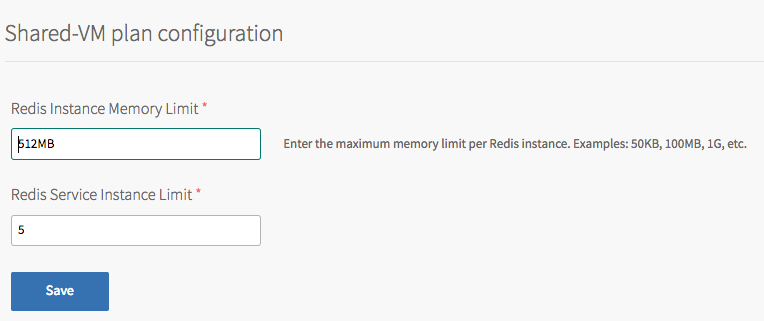 Shared-VM plan configuration
Redis Instance Memory Limit *
512MB
Enter the maximum memory limit per Redis instance. Examples: 50KB, 100MB, 1G, etc.
Redis Service Instance Limit *
5
Save